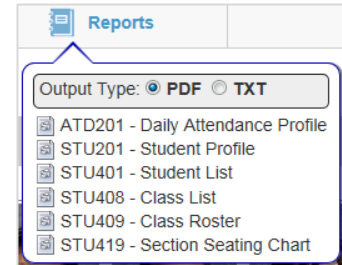 Reports
Output Type: PDF TXT
ATD201 - Daily Attendance Profile
STU201 - Student Profile
STU401 - Student List
STU408 - Class List
STU409 - Class Roster
STU419 - Section Seating Chart